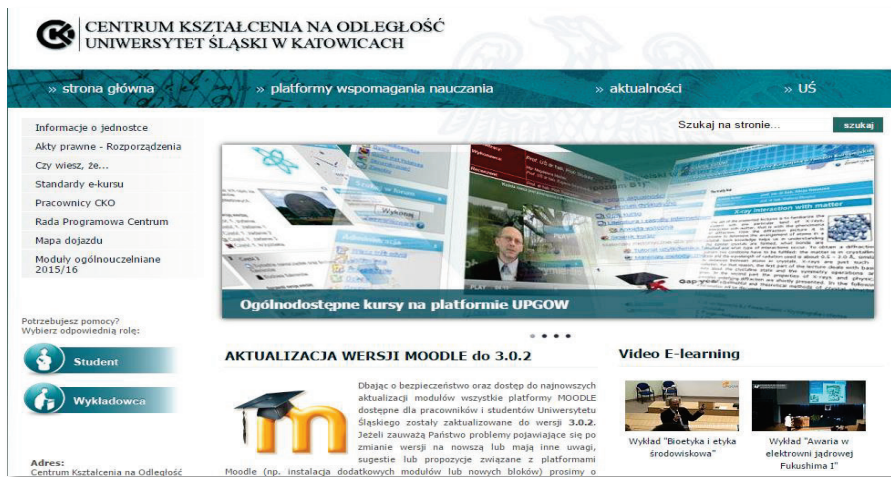 CENTRUM KSZTAŁCENIA NA ODLEGŁOŚĆ
UNIWERSYTET ŚLĄSKI W KATOWICACH
» strona główna
» platformy wspomagania nauczania
» aktualności
» UŚ
Szukaj na stronie...
szukaj
Informacje o jednostce
Akty prawne - Rozporządzenia
Czy wiesz, że...
Standardy e-kursu
Pracownicy CKO
Rada Programowa Centrum
Mapa dojazdu
Moduły ogólnouczelniane
2015/16
X-ray interaction with matter
Wykonaj
Gap-year
Ogólnodostępne kursy na platformie UPGOW
Potrzebujesz pomocy?
Wybierz odpowiednią rolę:
Student
Wykładowca
Adres:
Centrum Kształcenia na Odległość
AKTUALIZACJA WERSJI MOODLE do 3.0.2
Dbając o bezpieczeństwo oraz dostęp do najnowszych
aktualizacji modułów wszystkie platformy MOODLE
dostępne dla pracowników i studentów Uniwersytetu
Śląskiego zostały zaktualizowane do wersji 3.0.2.
Jeżeli zauważą Państwo problemy pojawiające się po
zmianie wersji na nowszą lub mają inne uwagi,
sugestie lub propozycje związane z platformami
Moodle (np. instalacja dodatkowych modułów lub nowych bloków) prosimy o
Video E-learning
Wykład "Bioetyka i etyka
środowiskowa"
Wykład "Awaria w
elektrowni jądrowej
Fukushima I"